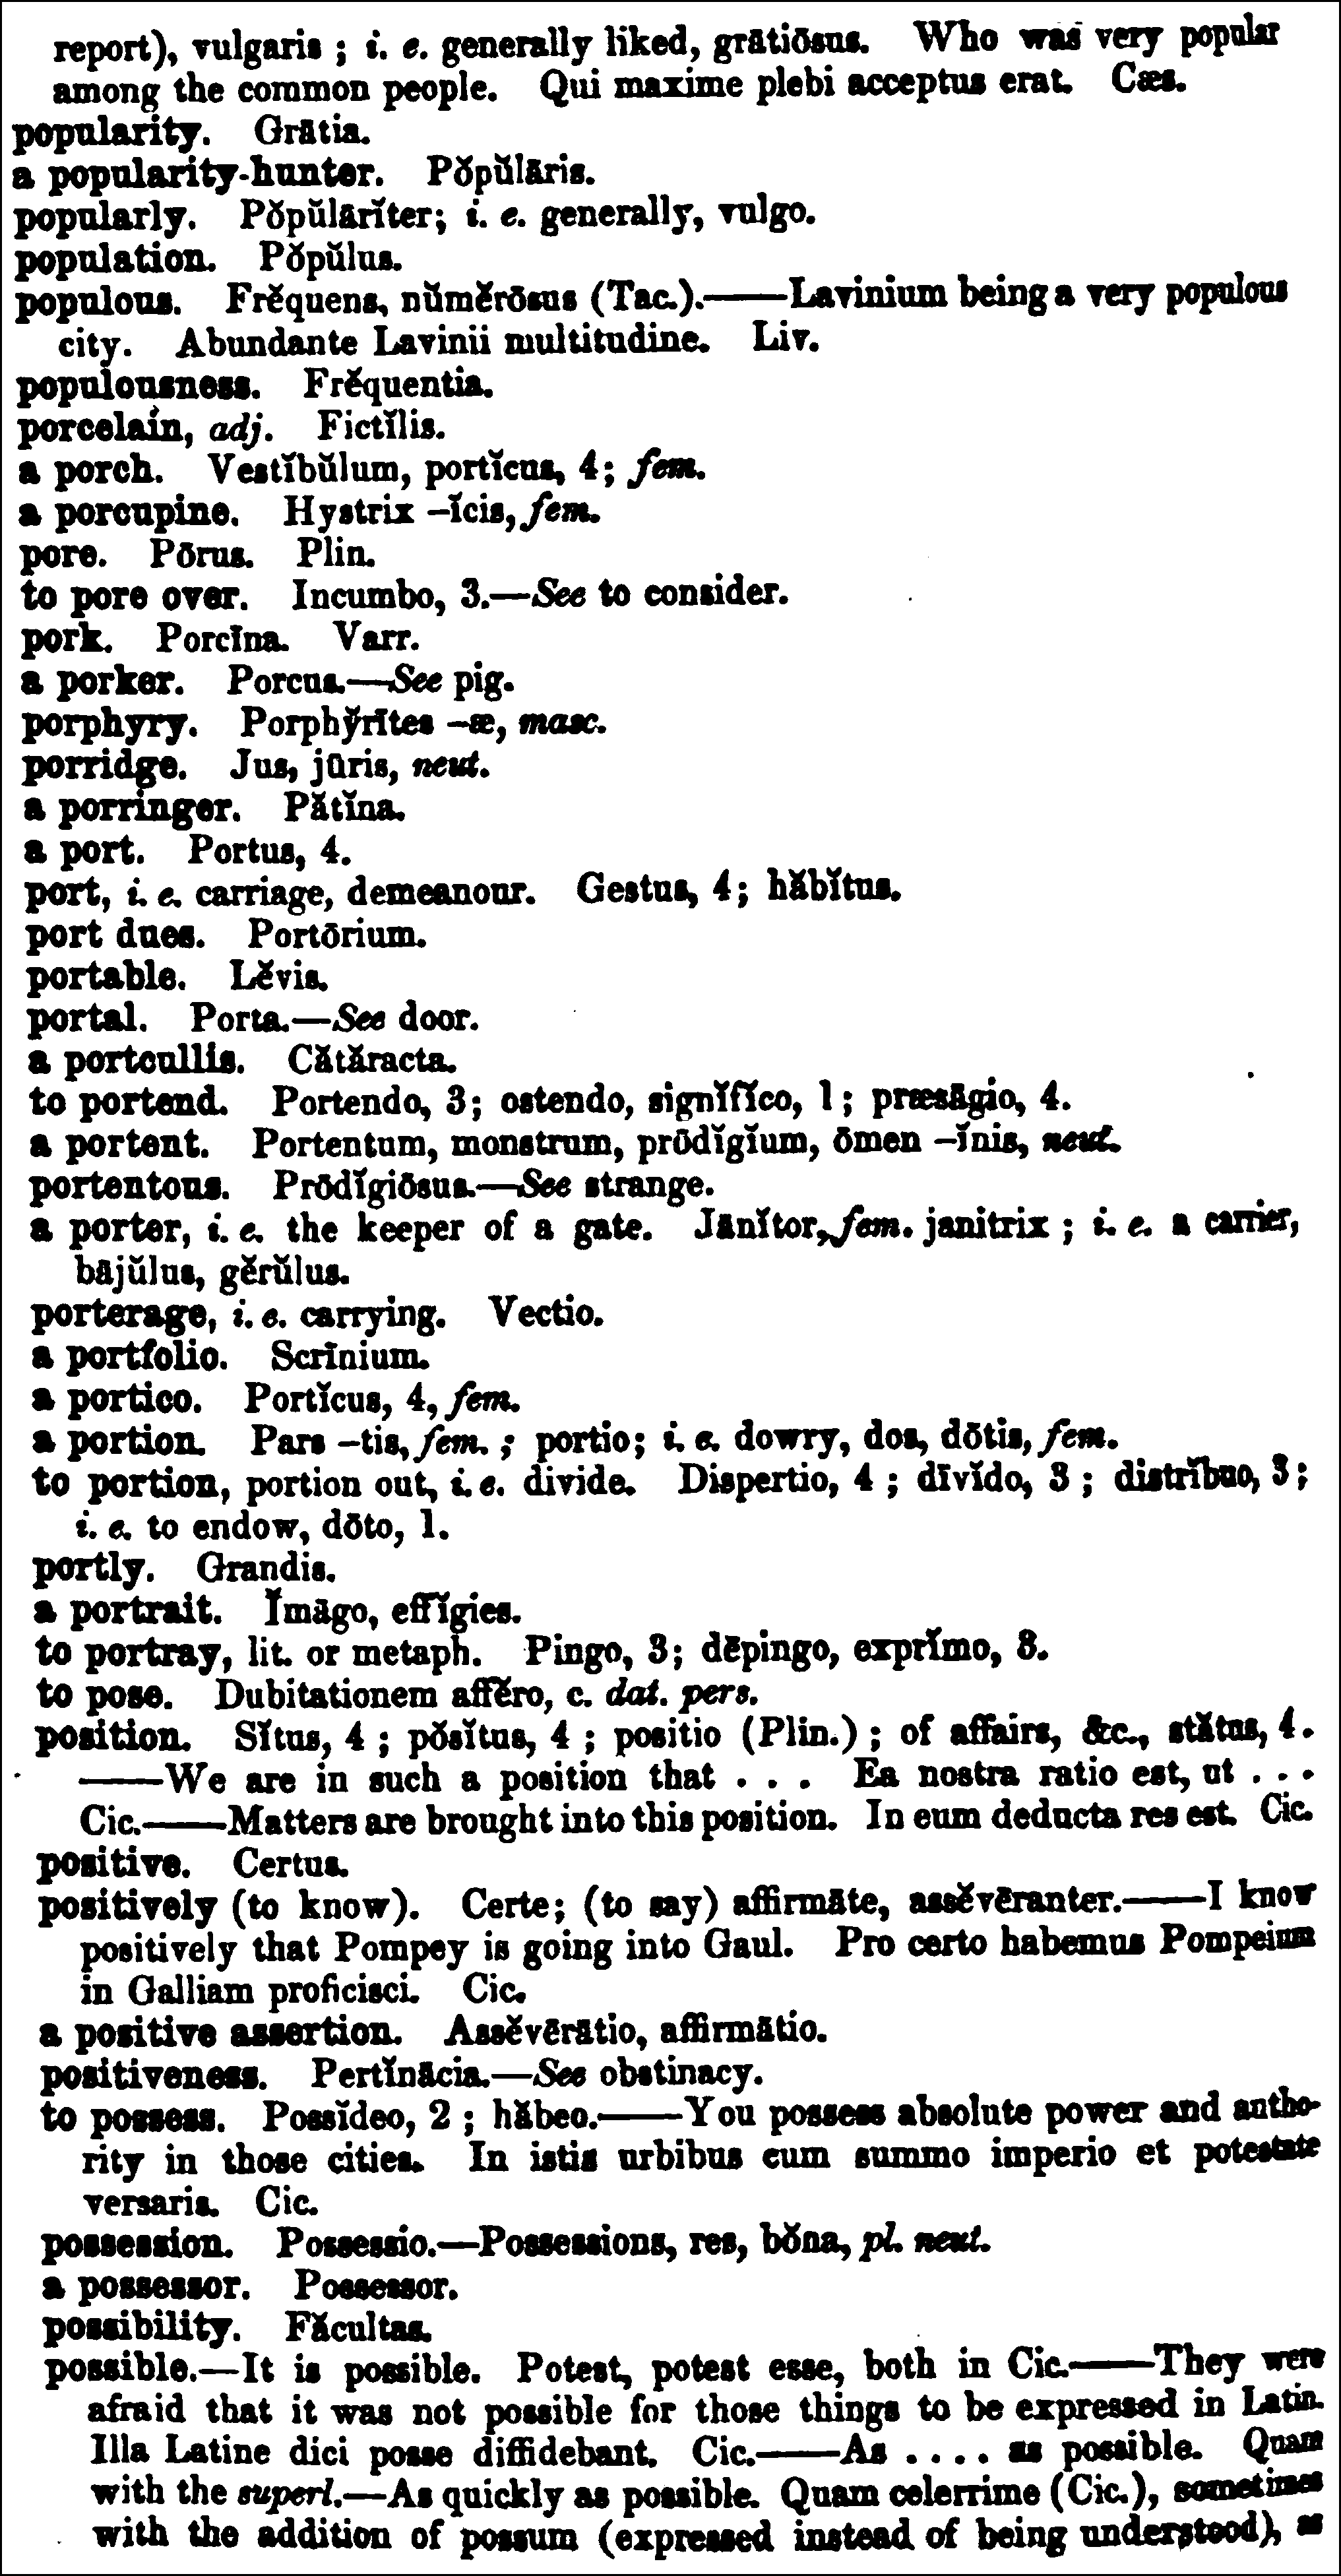 report), vulgaris ; i. e. generally liked, grātiōsus. Who was very popular
among the common people. Qui maxime plebi acceptus erat. Cæs.
popularity. Grātia.
a popularity-hunter. Pŏpŭlāris.
popularly. Pŏpŭlārĭter; i. e. generally, vulgo.
population. Pŏpŭlus.
populous. Frĕquens, nŭmĕrōsus (Tac.).——Lavinium being a very populous
city. Abundante Lavinii multitudine. Liv.
populousness. Frĕquentia.
porcelain, adj. Fictĭlis.
a porch. Vestĭbŭlum, portĭcus, 4; fem.
a porcupine. Hystrix -ĭcis, fem.
pore. Pōrus. Plin.
to pore over. Incumbo, 3.—See to consider.
pork. Porcīna. Varr.
a porker. Porcus.—See pig.
porphyry. Porphy̆rītes -æ, masc.
porridge. Jus, jūris, neut.
a porringer. Pătĭna.
a port. Portus, 4.
port, i. e. carriage, demeanour. Gestus, 4; hăbĭtus.
port dues. Portōrium.
portable. Lĕvis.
portal. Porta.—See door.
a portcullis. Cătăracta.
to portend. Portendo, 3; ostendo, signĭfĭco, 1; præsāgio, 4.
a portent. Portentum, monstrum, prōdĭgĭum, ōmen -ĭnis, neut.
portentous. Prōdĭgiōsus.—See strange.
a porter, i. e. the keeper of a gate. Jānĭtor, fem. janitrix ; i. e. a carrier,
bājŭlus, gĕrŭlus.
porterage, i. e. carrying. Vectio.
a portfolio. Scrīnium.
a portico. Portĭcus, 4, fem.
a portion. Pars -tis, fem. ; portio; i. e. dowry, dos, dōtis, fem.
to portion, portion out, i. e. divide. Dispertio, 4 ; dīvĭdo, 3 ; distrĭbuo, 3 ;
i. e. to endow, dōto, 1.
portly. Grandis.
a portrait. Ĭmāgo, effĭgies.
to portray, lit. or metaph. Pingo, 3; dēpingo, exprĭmo, 3.
to pose. Dubitationem affĕro, c. dat. pers.
position. Sĭtus, 4 ; pŏsĭtus, 4 ; positio (Plin.) ; of affairs, &c., stătus, 4.
——We are in such a position that . . . Ea nostra ratio est, ut . . .
Cic.——Matters are brought into this position. In eum deducta res est. Cic.
positive. Certus.
positively (to know). Certe; (to say) affirmāte, assĕvēranter.——I know
positively that Pompey is going into Gaul. Pro certo habemus Pompeium
in Galliam proficisci. Cic.
a positive assertion. Assĕvērātio, affirmātio.
positiveness. Pertĭnācia.—See obstinacy.
to possess. Possĭdeo, 2 ; hăbeo.——You possess absolute power and autho-
rity in those cities. In istis urbibus cum summo imperio et potestate
versaris. Cic.
possession. Possessio.—Possessions, res, bŏna, pl. neut.
a possessor. Possessor.
possibility. Făcultas.
possible.—It is possible. Potest, potest esse, both in Cic.——They were
afraid that it was not possible for those things to be expressed in Latin.
Illa Latine dici posse diffidebant. Cic.——As . . . . as possible. Quam
with the superl.—As quickly as possible. Quam celerrime (Cic.), sometimes
with the addition of possum (expressed instead of being understood), as